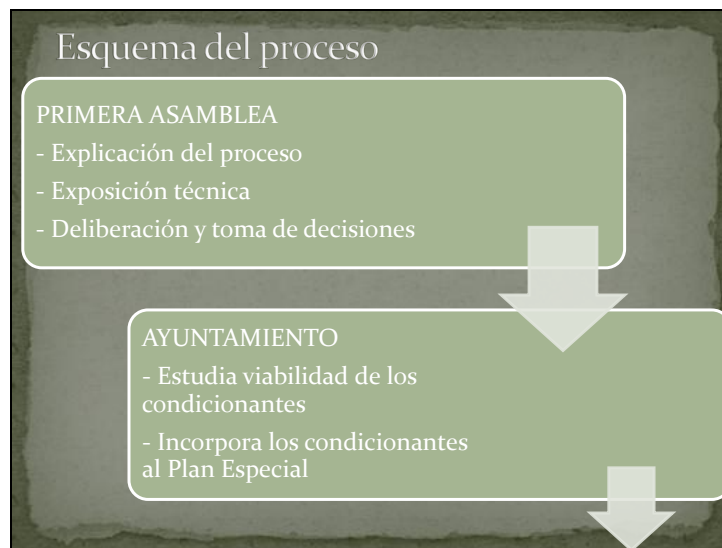 Esquema del proceso
PRIMERA ASAMBLEA
- Explicación del proceso
- Exposición técnica
- Deliberación y toma de decisiones
AYUNTAMIENTO
- Estudia viabilidad de los
condicionantes
- Incorpora los condicionantes
al Plan Especial